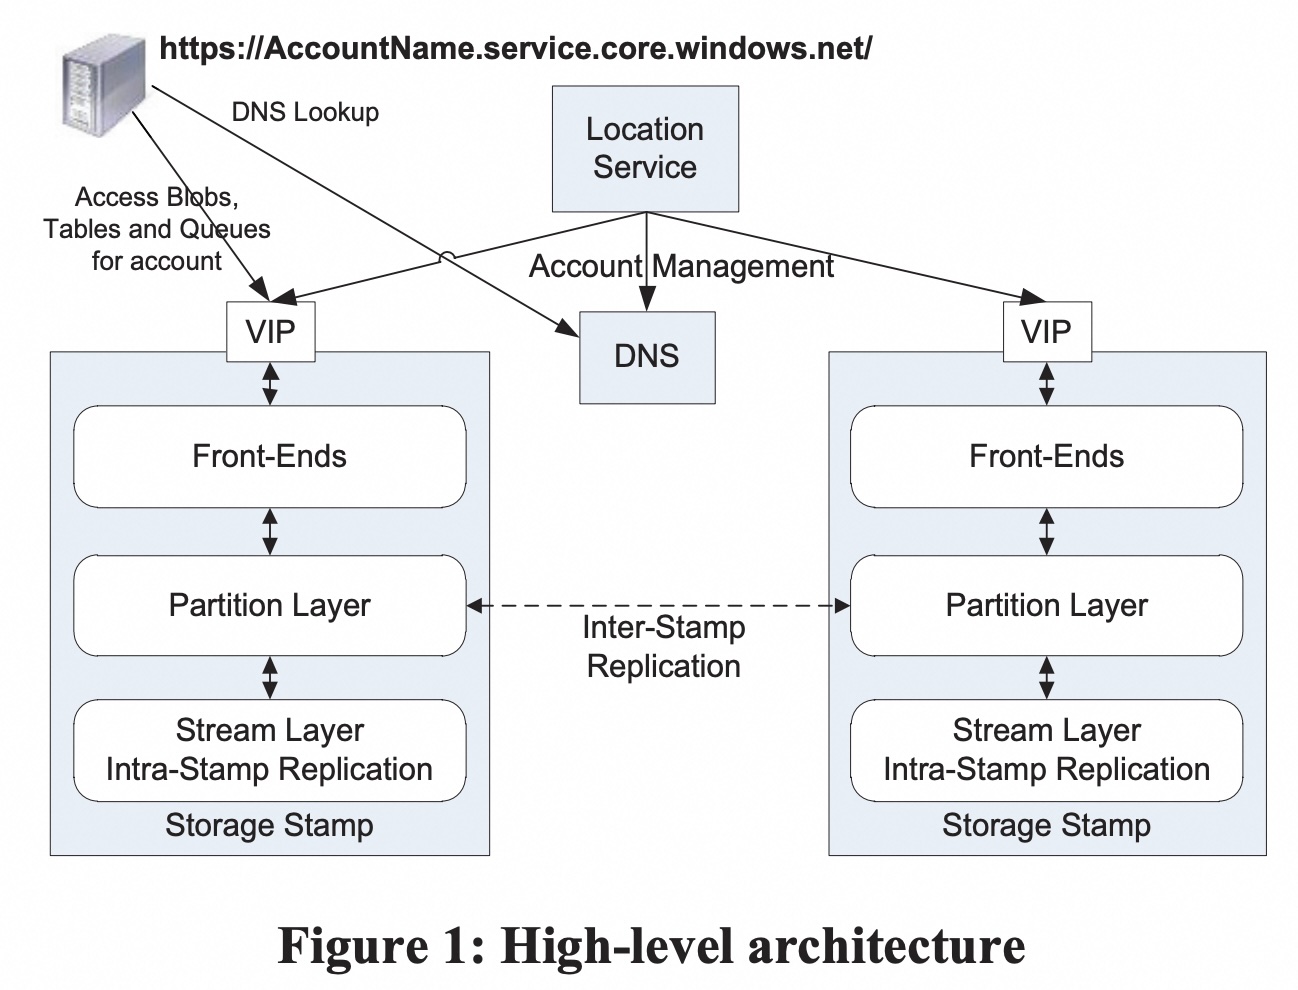 https://AccountName.service.core.windows.net/
DNS Lookup
Location
Service
Access Blobs,
Tables and Queues
for account
Account Management
VIP
DNS
VIP
Front-Ends
Front-Ends
Partition Layer
Partition Layer
Inter-Stamp
Replication
Stream Layer
Intra-Stamp Replication
Storage Stamp
Stream Layer
Intra-Stamp Replication
Storage Stamp
Figure 1: High-level architecture